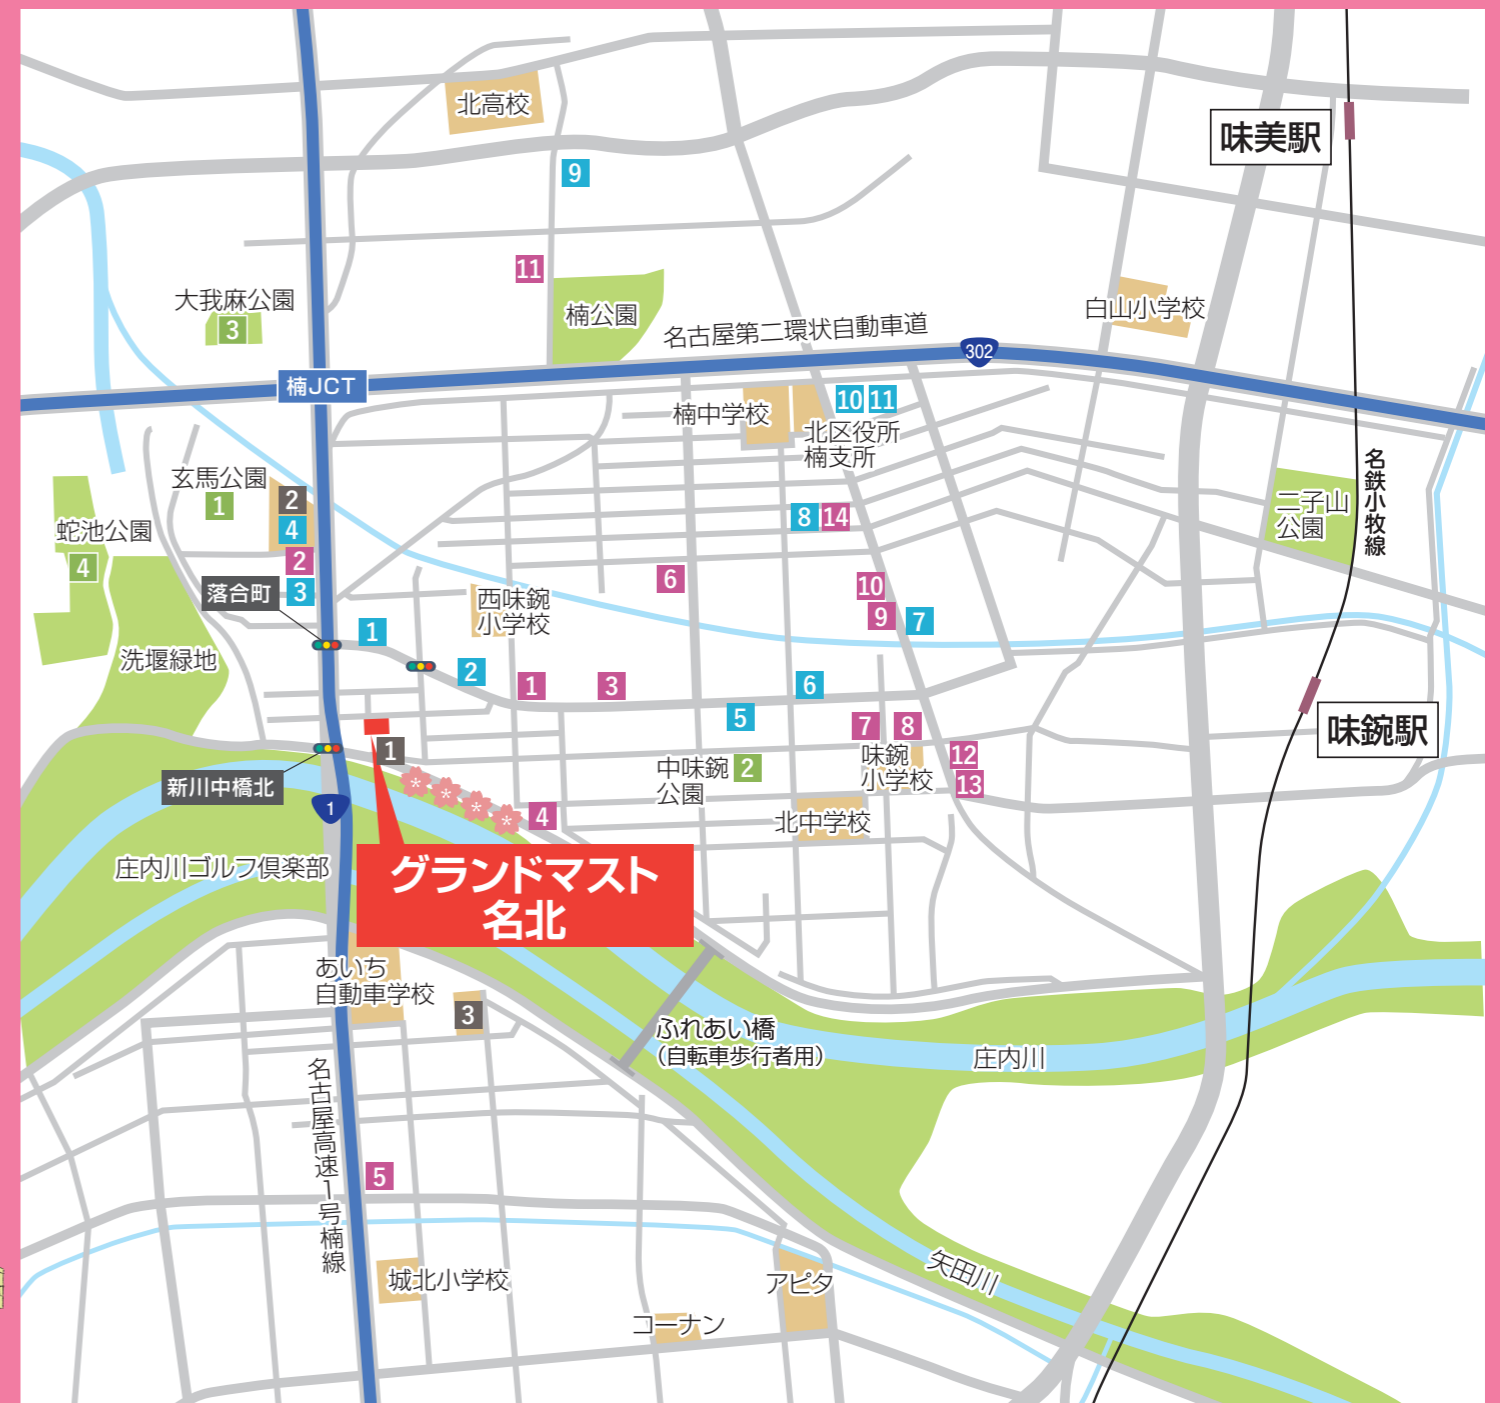 北高校
味美駅
9
11
大我麻公園
3
楠公園
白山小学校
名古屋第二環状自動車道
302
楠JCT
楠中学校
10 11
北区役所
楠支所
玄馬公園
1
2
4
名鉄小牧線
二子山
公園
蛇池公園
4
8 14
2
3
落合町
6
10
9
7
西味鋺
小学校
1
洗堰緑地
2
1
3
6
5
7
8
味鋺駅
1
味鋺
小学校
12
13
中味鋺
公園
2
新川中橋北
1
4
北中学校
庄内川ゴルフ倶楽部
グランドマスト
名北
あいち
自動車学校
3
ふれあい橋
（自転車歩行者用）
庄内川
名古屋高速1号楠線
5
矢田川
城北小学校
アピタ
コーナン